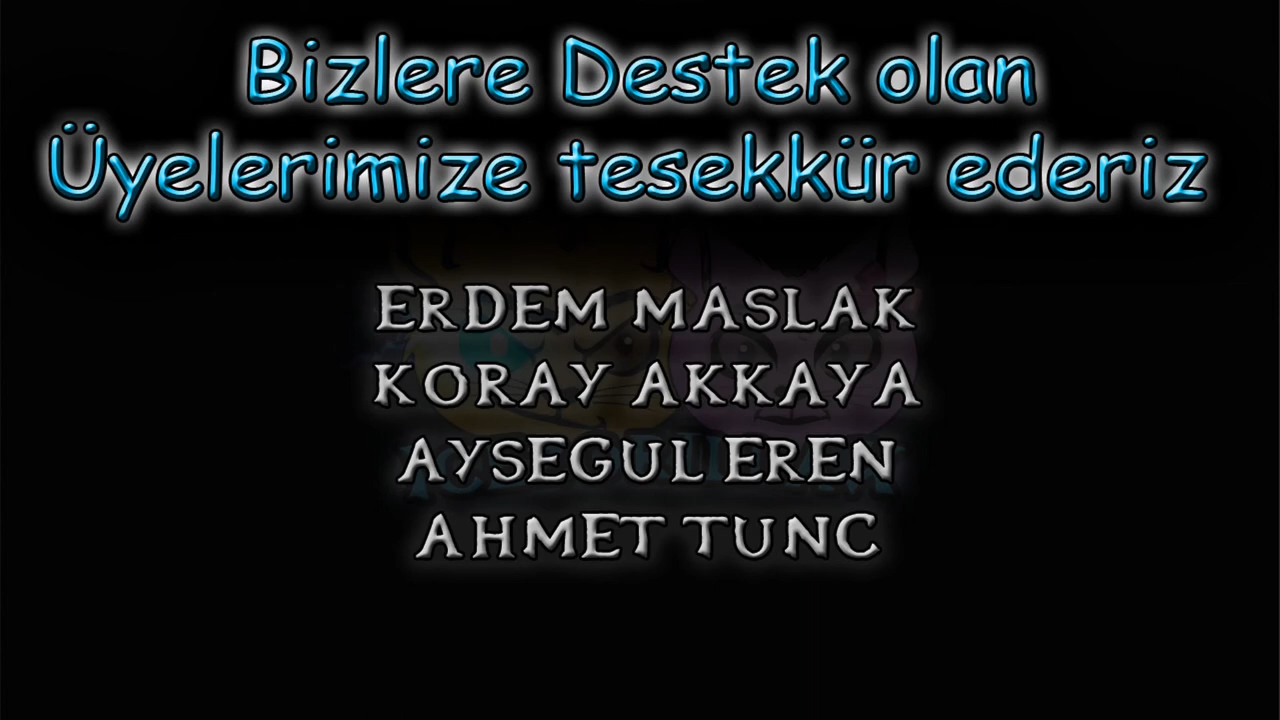 Bizlere Destek olan
Üyelerimize tesekkür ederiz
ERDEM MASLAK
KORAY AKKAYA
AYSEGUL EREN
AHMET TUNC